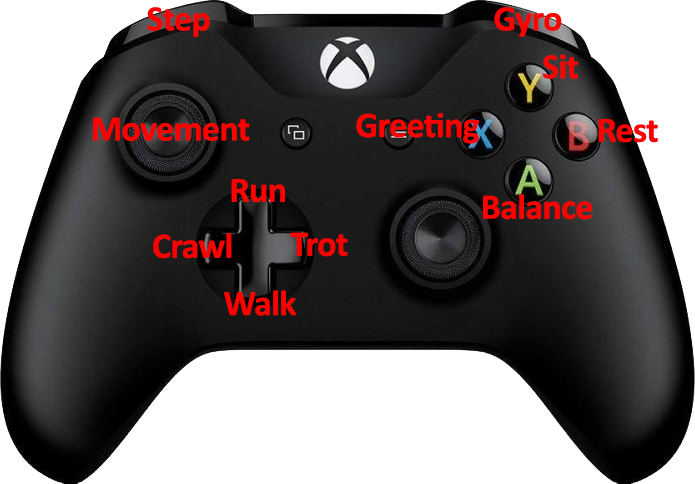 Step
Gyro
Sit
Y
Movement
Greeting
X
B
Rest
A
Balance
Run
Crawl
Trot
Walk